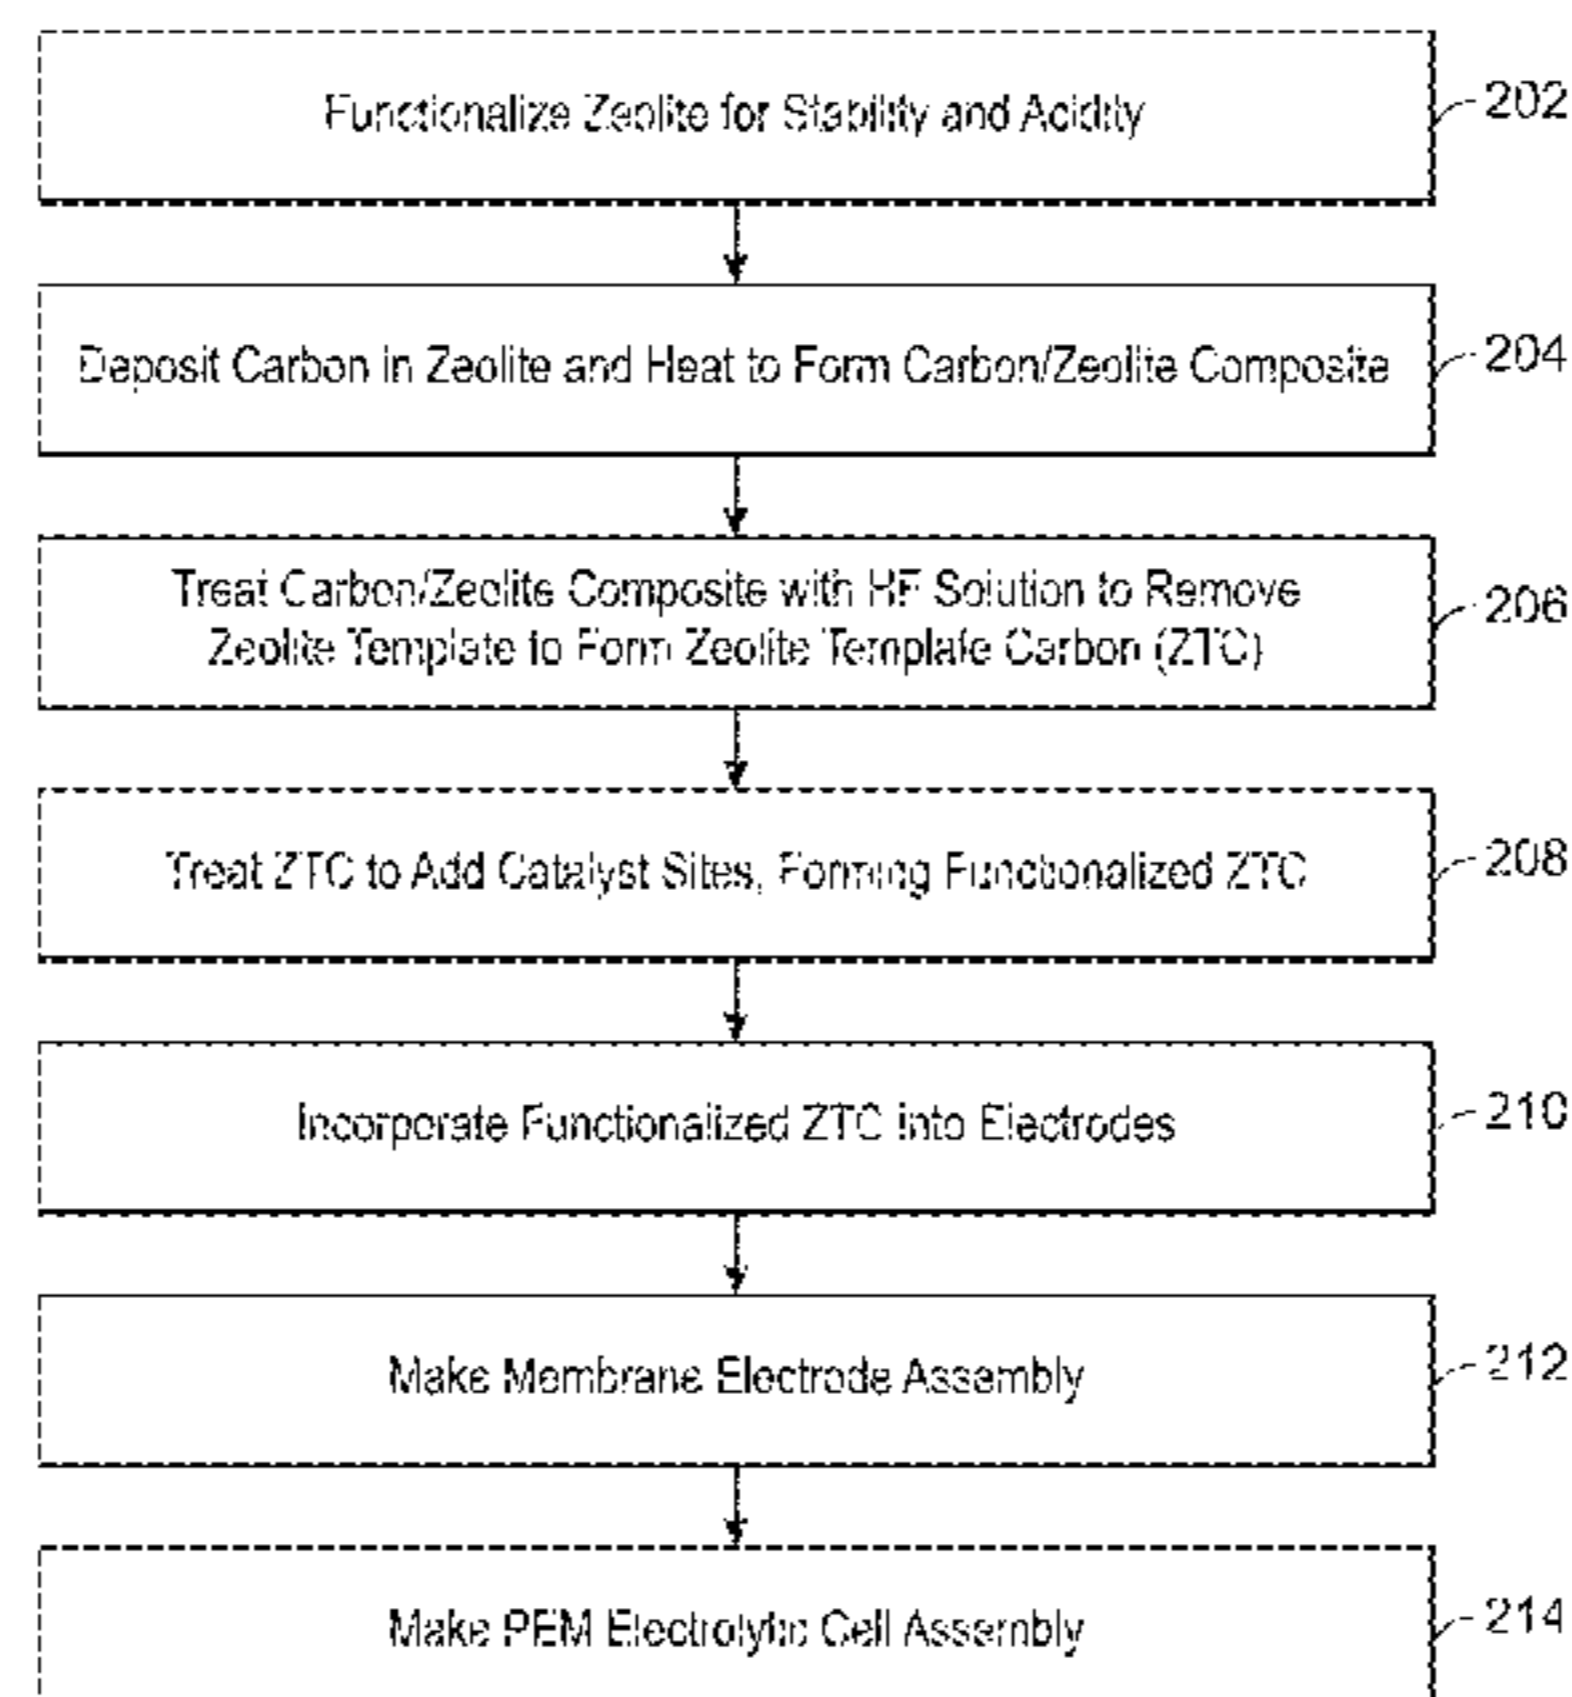 Functionalize Zeolite for Stability and Acidity
202
Deposit Carbon in Zeolite and Heat to Form Carbon/Zeolite Composite
204
Treat Carbon/Zeolite Composite with HF Solution to Remove
Zeolite Template to Form Zeolite Template Carbon (ZTC)
206
Treat ZTC to Add Catalyst Sites, Forming Functionalized ZTC
208
Incorporate Functionalized ZTC into Electrodes
210
Make Membrane Electrode Assembly
212
Make PEM Electrolytic Cell Assembly
214